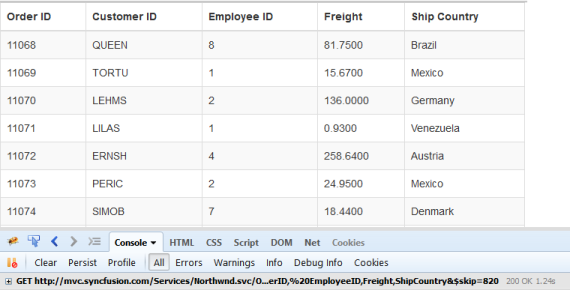 Order ID Customer ID Employee ID Freight Ship Country
11068 QUEEN 8 81.7500 Brazil
11069 TORTU 1 15.6700 Mexico
11070 LEHMS 2 136.0000 Germany
11071 LILAS 1 0.9300 Venezuela
11072 ERNSH 4 258.6400 Austria
11073 PERIC 2 24.9500 Mexico
11074 SIMOB 7 18.4400 Denmark
Console HTML CSS Script DOM Net Cookies
Clear Persist Profile All Errors Warnings Info Debug Info Cookies
GET http://mvc.syncfusion.com/Services/Northwnd.svc/O...erID,%20EmployeeID,Freight,ShipCountry&$skip=820 200 OK 1.24s